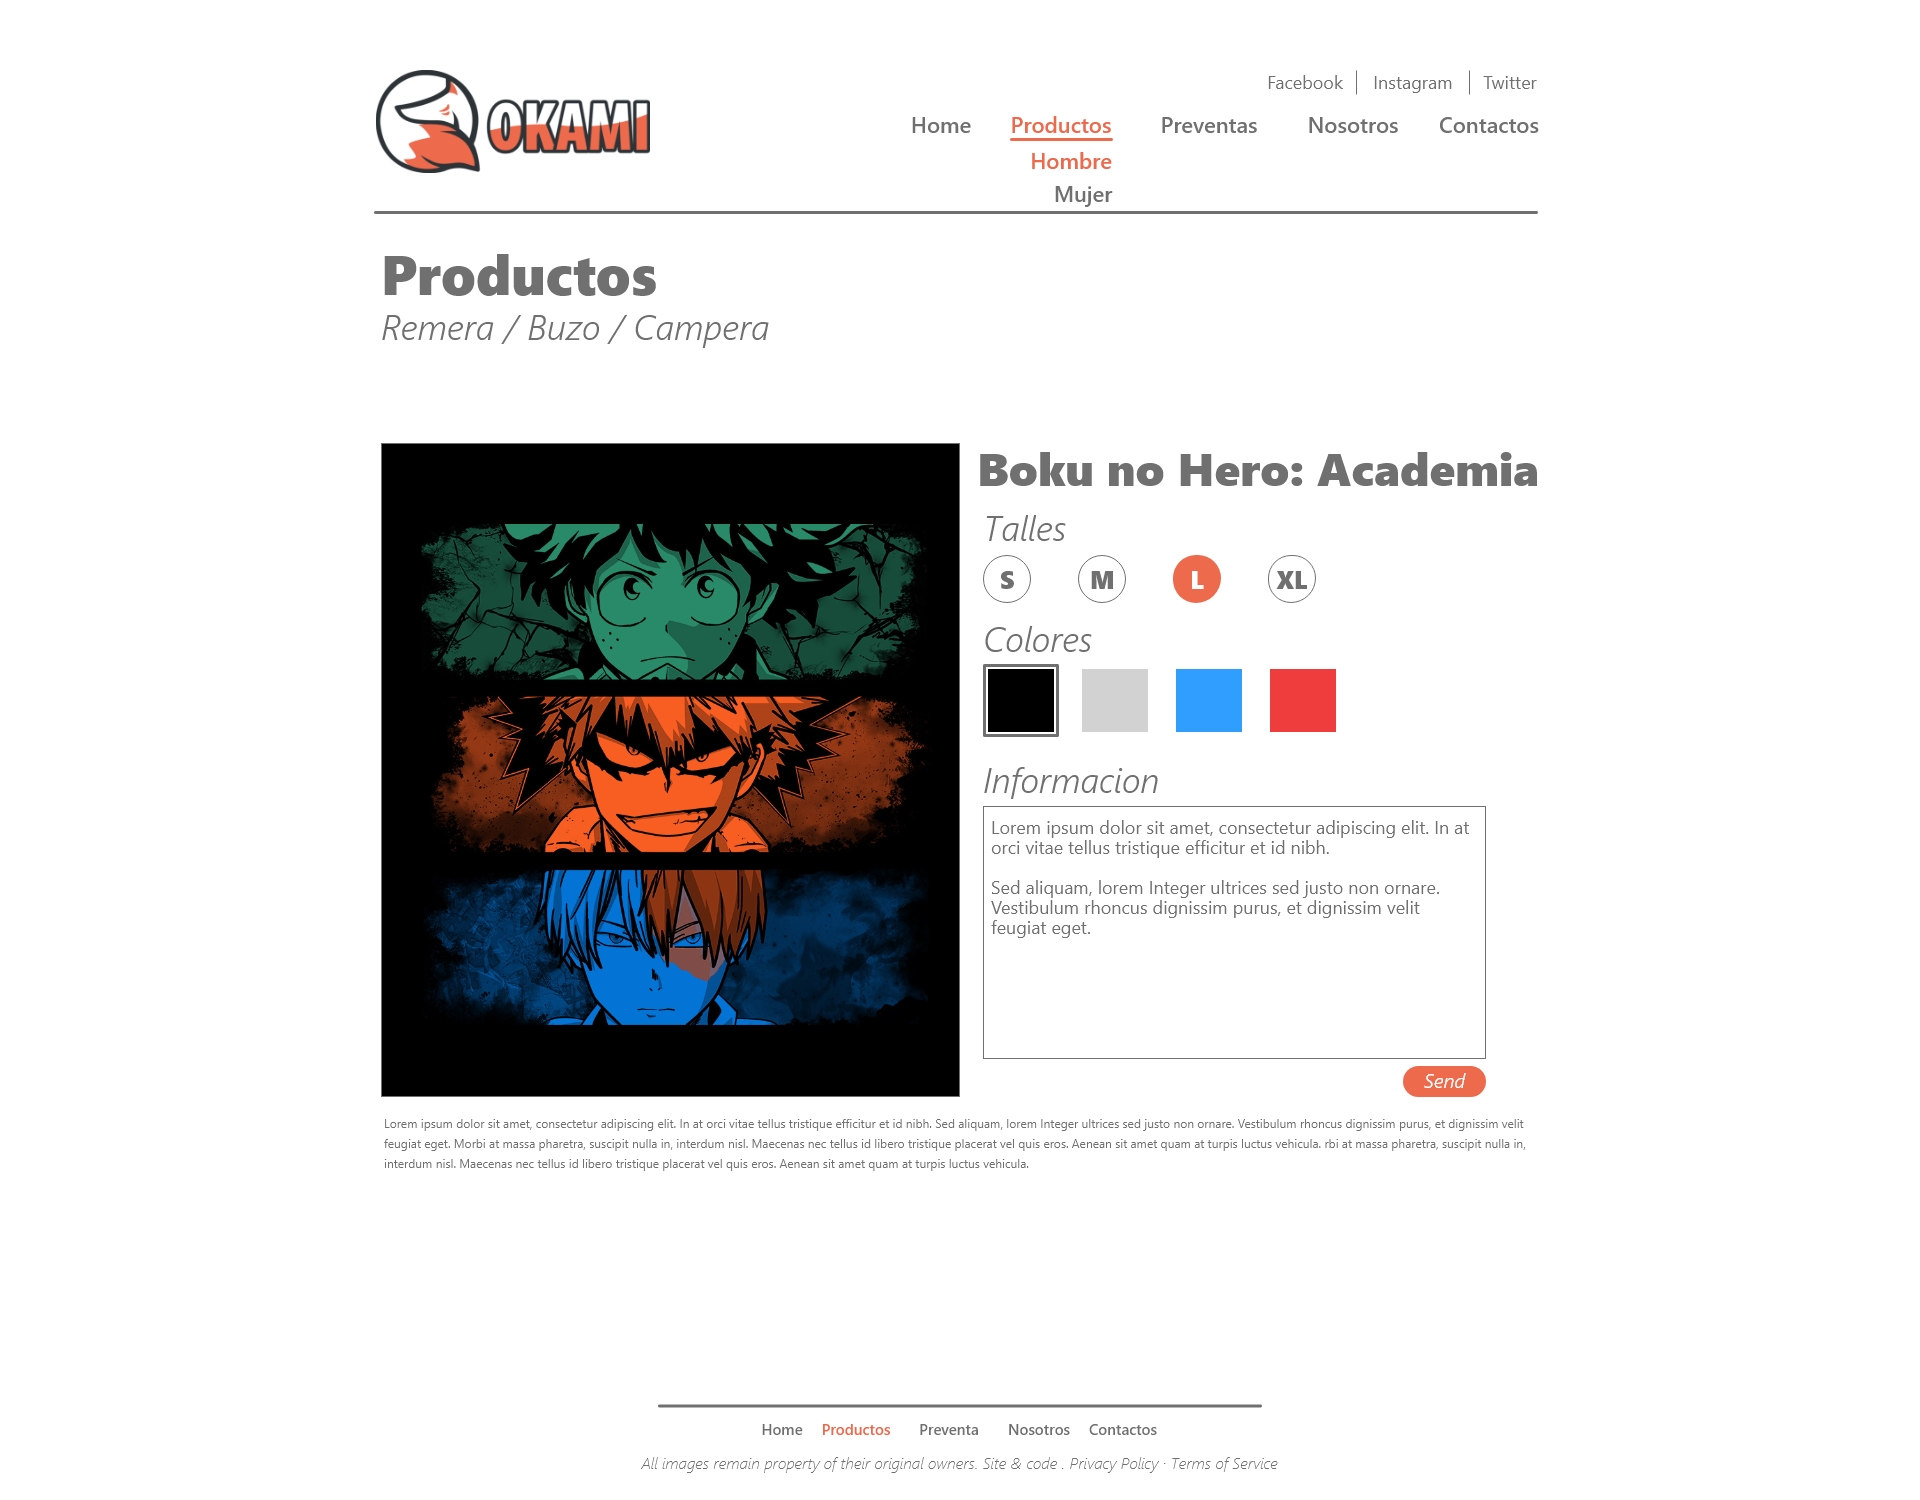 OKAMI
Facebook Instagram Twitter
Home Productos Preventas Nosotros Contactos
Hombre
Mujer
Productos
Remera / Buzo / Campera
Boku no Hero: Academia
Talles
S M L XL
Colores
Informacion
Lorem ipsum dolor sit amet, consectetur adipiscing elit. In at
orci vitae tellus tristique efficitur et id nibh.
Sed aliquam, lorem Integer ultrices sed justo non ornare.
Vestibulum rhoncus dignissim purus, et dignissim velit
feugiat eget.
Send
Lorem ipsum dolor sit amet, consectetur adipiscing elit. In at orci vitae tellus tristique efficitur et id nibh. Sed aliquam, lorem Integer ultrices sed justo non ornare. Vestibulum rhoncus dignissim purus, et dignissim velit
feugiat eget. Morbi at massa pharetra, suscipit nulla in, interdum nisl. Maecenas nec tellus id libero tristique placerat vel quis eros. Aenean sit amet quam at turpis luctus vehicula. rbi at massa pharetra, suscipit nulla in,
interdum nisl. Maecenas nec tellus id libero tristique placerat vel quis eros. Aenean sit amet quam at turpis luctus vehicula.
Home Productos Preventa Nosotros Contactos
All images remain property of their original owners. Site & code . Privacy Policy · Terms of Service